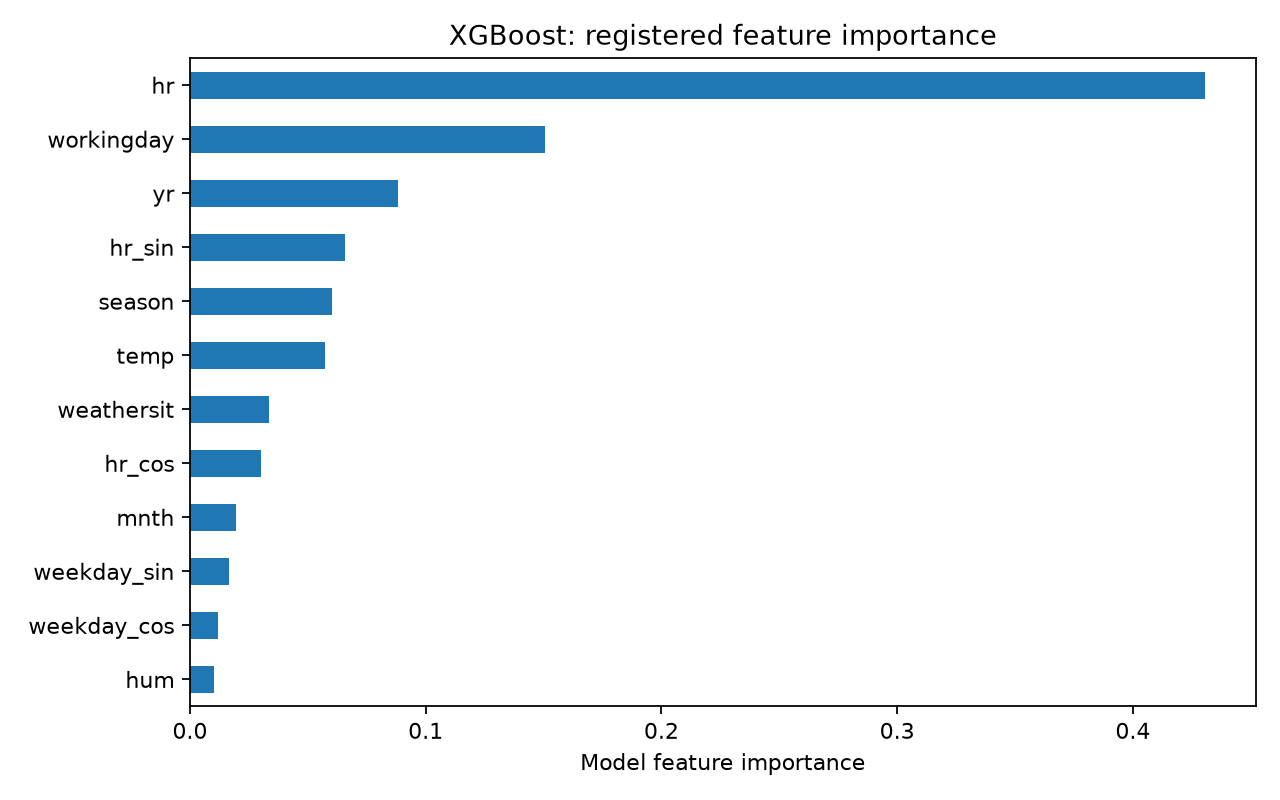 XGBoost: registered feature importance
hr
workingday
yr
hr_sin
season
temp
weathersit
hr_cos
mnth
weekday_sin
weekday_cos
hum
0.0 0.1 0.2 0.3 0.4
Model feature importance